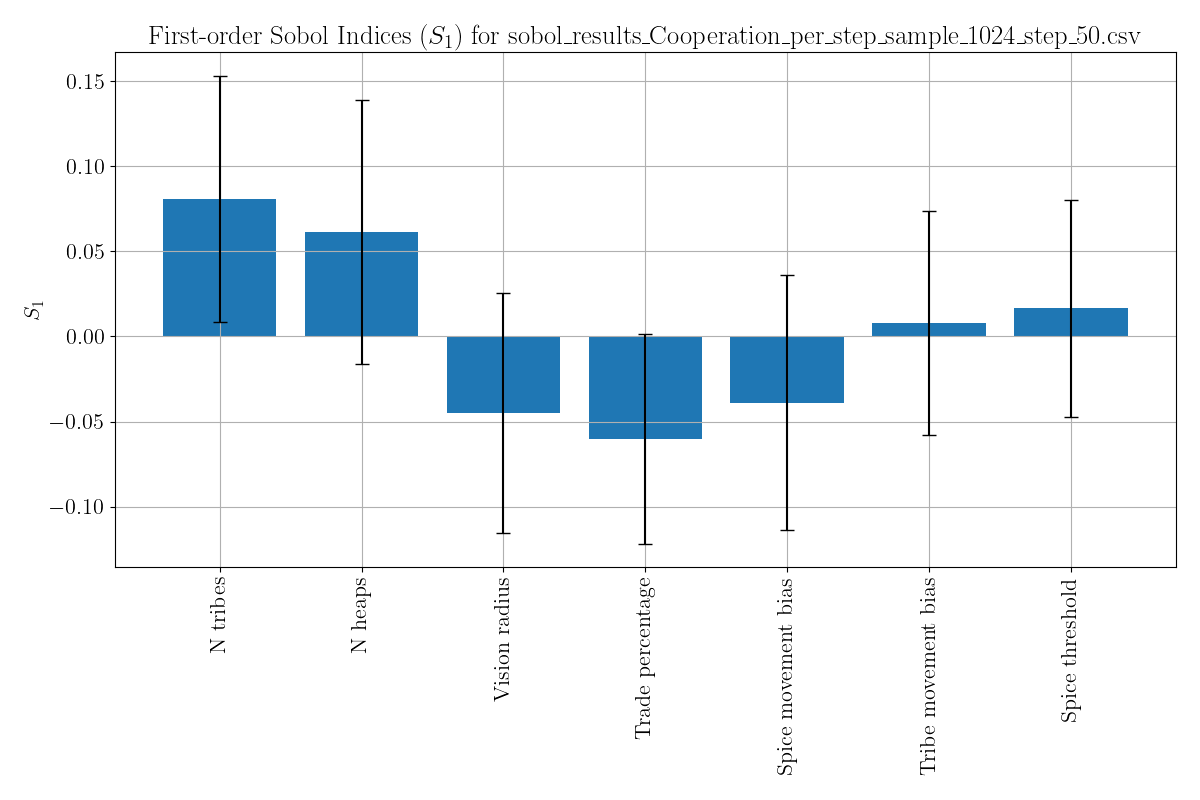 First-order Sobol Indices (S₁) for sobol_results_Cooperation_per_step_sample_1024_step_50.csv
S₁
0.15
0.10
0.05
0.00
−0.05
−0.10
N tribes
N heaps
Vision radius
Trade percentage
Spice movement bias
Tribe movement bias
Spice threshold